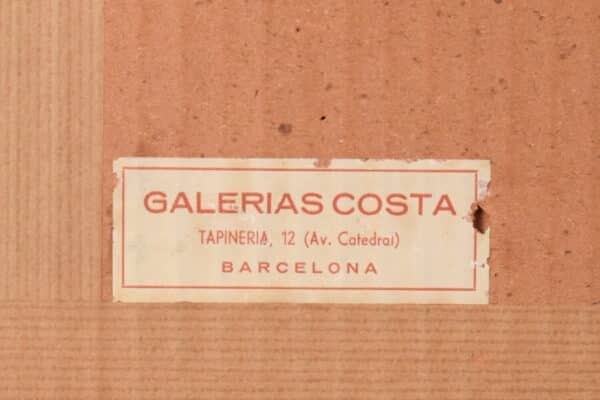 GALERIAS COSTA
TAPINERIA, 12 (Av. Catedral)
BARCELONA